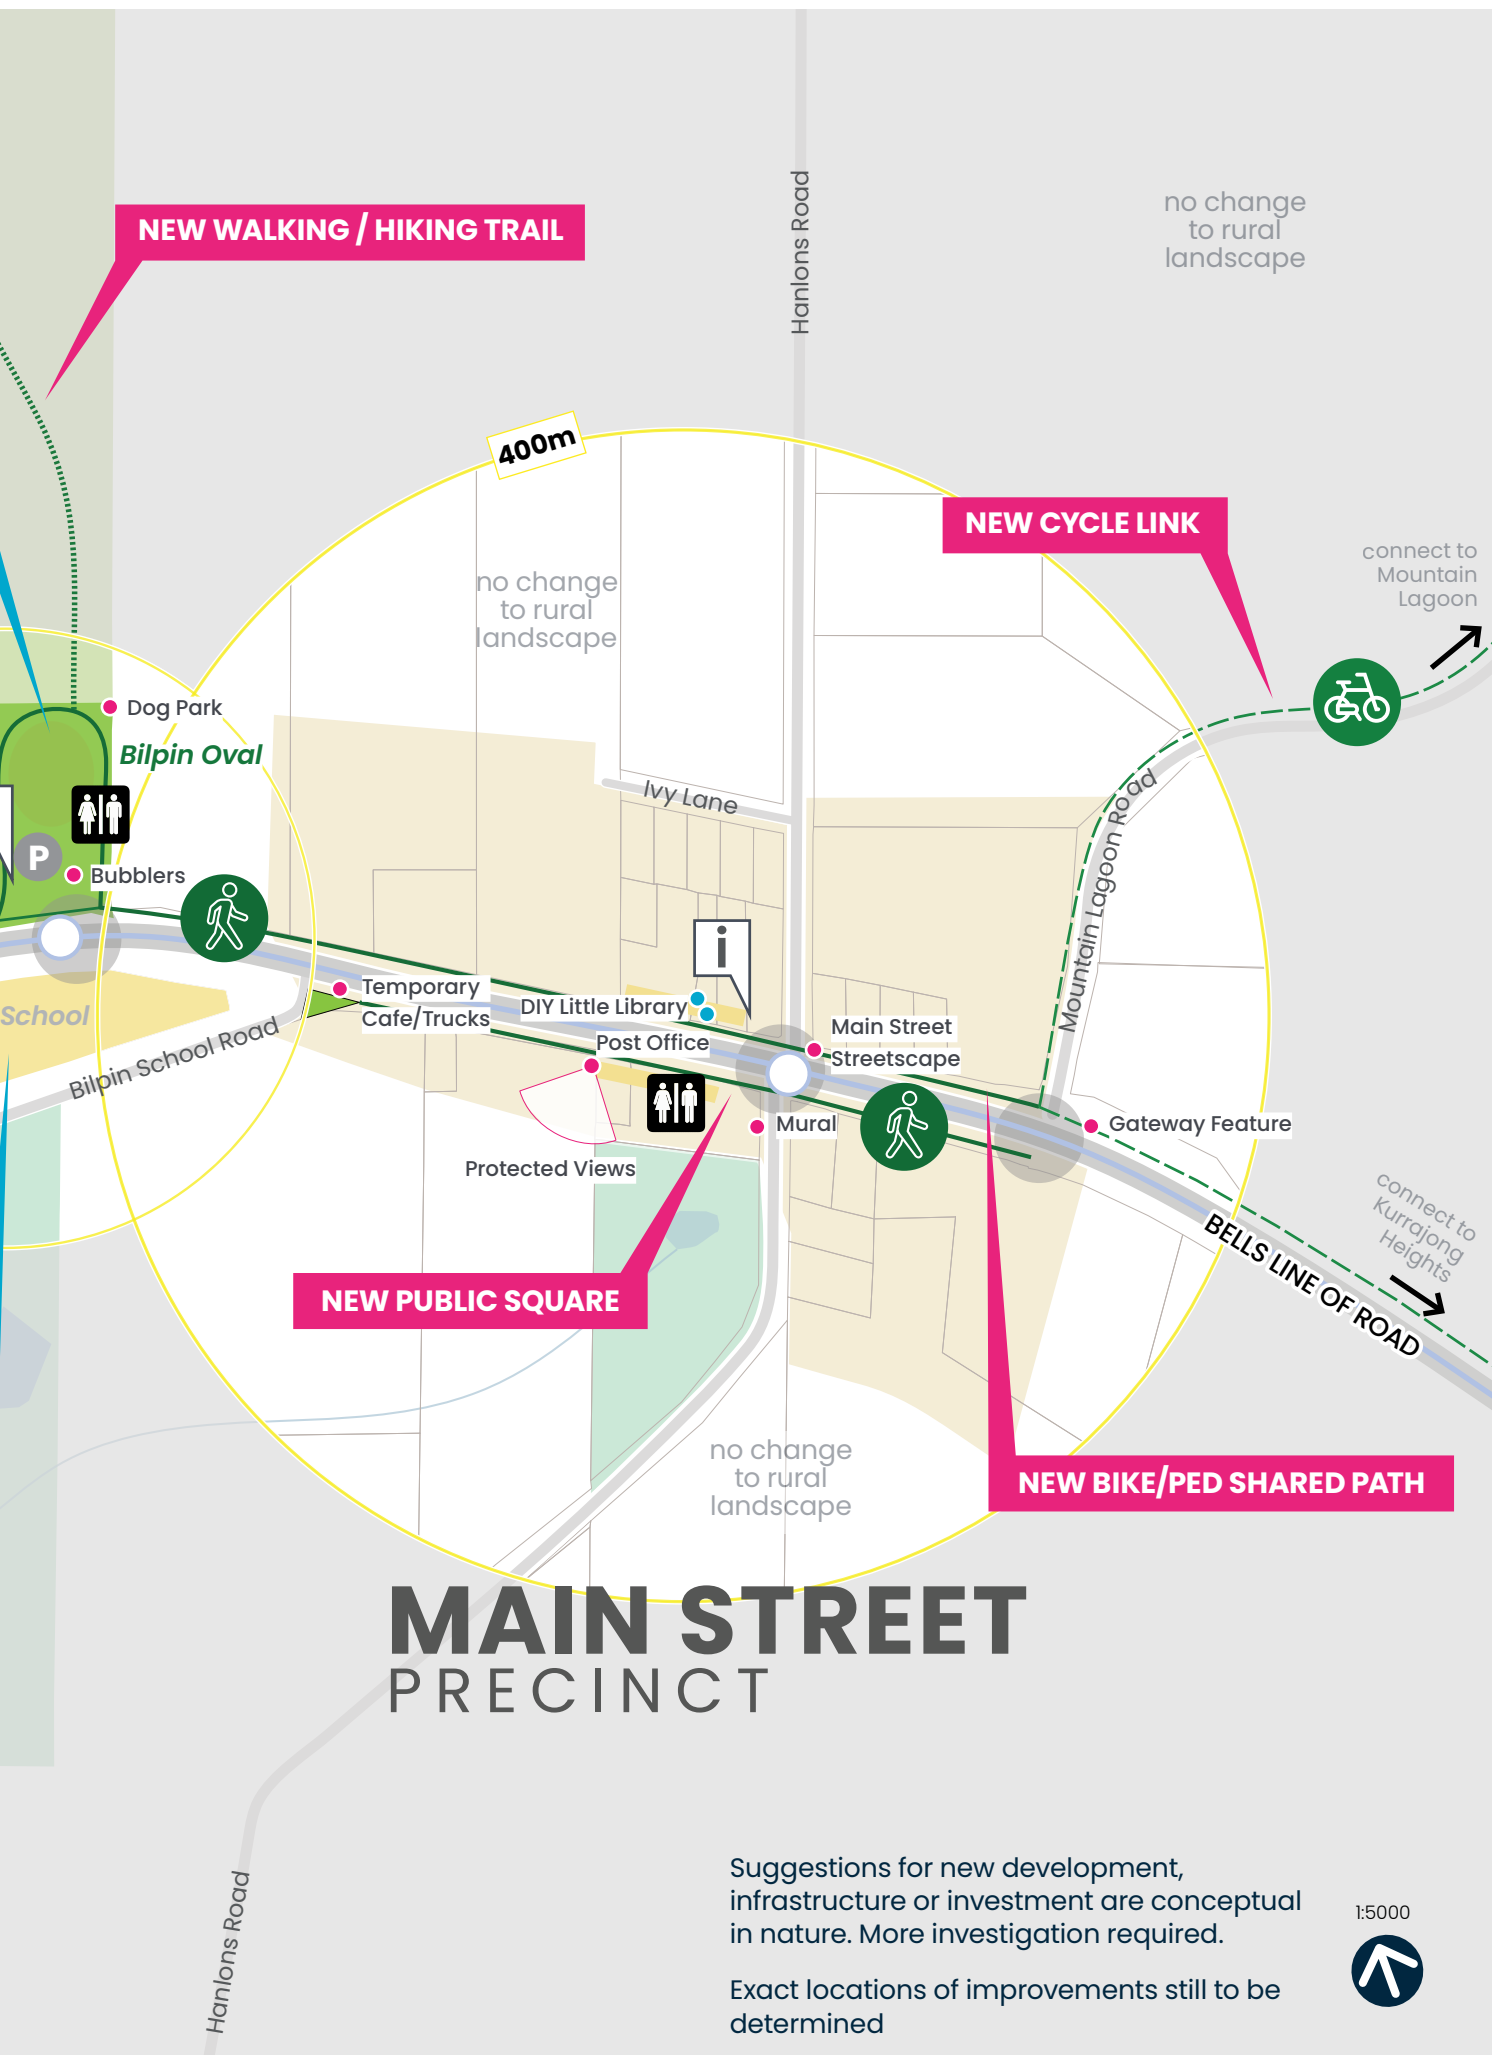 NEW WALKING / HIKING TRAIL
Hanlons Road
no change
to rural
landscape
400m
NEW CYCLE LINK
connect to
Mountain
Lagoon
no change
to rural
landscape
Dog Park
Bilpin Oval
Ivy Lane
Mountain Lagoon Road
P
Bubblers
i
Temporary
Cafe/Trucks
DIY Little Library
School
Bilpin School Road
Post Office
Main Street
Streetscape
Mural
Gateway Feature
Protected Views
connect to
Kurrajong
Heights
BELLS LINE OF ROAD
NEW PUBLIC SQUARE
no change
to rural
landscape
NEW BIKE/PED SHARED PATH
MAIN STREET
PRECINCT
Hanlons Road
Suggestions for new development,
infrastructure or investment are conceptual
in nature. More investigation required.
Exact locations of improvements still to be
determined
1:5000